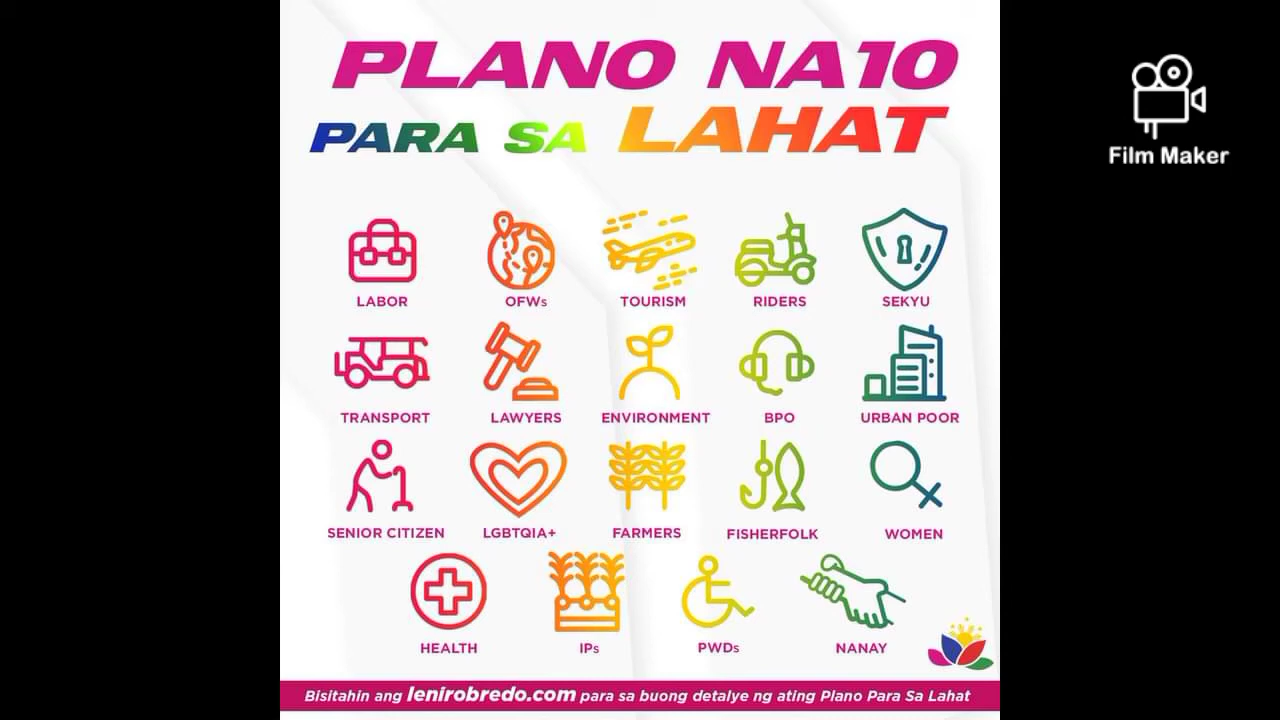 PLANO NA10
PARA SA LAHAT
Film Maker
LABOR
OFWs
TOURISM
RIDERS
SEKYU
TRANSPORT
LAWYERS
ENVIRONMENT
BPO
URBAN POOR
SENIOR CITIZEN
LGBTQIA+
FARMERS
FISHERFOLK
WOMEN
HEALTH
IPs
PWDs
NANAY
Bisitahin ang lenirobredo.com para sa buong detalye ng ating Plano Para Sa Lahat